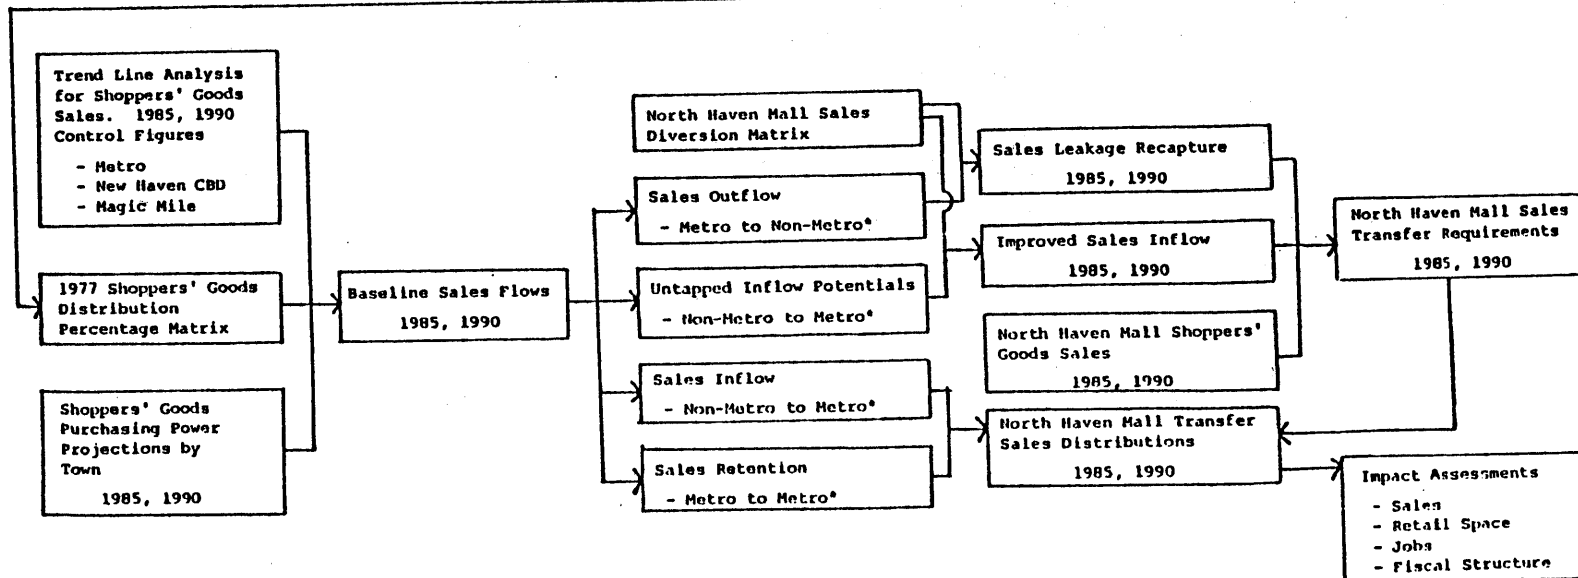 Trend Line Analysis
for Shoppers' Goods
Sales. 1985, 1990
Control Figures
- Metro
- New Haven CBD
- Magic Mile
1977 Shoppers' Goods
Distribution
Percentage Matrix
Shoppers' Goods
Purchasing Power
Projections by
Town
1985, 1990
Baseline Sales Flows
1985, 1990
North Haven Mall Sales
Diversion Matrix
Sales Outflow
- Metro to Non-Metro*
Untapped Inflow Potentials
- Non-Metro to Metro*
Sales Inflow
- Non-Metro to Metro*
Sales Retention
- Metro to Metro*
Sales Leakage Recapture
1985, 1990
Improved Sales Inflow
1985, 1990
North Haven Mall Shoppers'
Goods Sales
1985, 1990
North Haven Mall Transfer
Sales Distributions
1985, 1990
North Haven Mall Sales
Transfer Requirements
1985, 1990
Impact Assessments
- Sales
- Retail Space
- Jobs
- Fiscal Structure